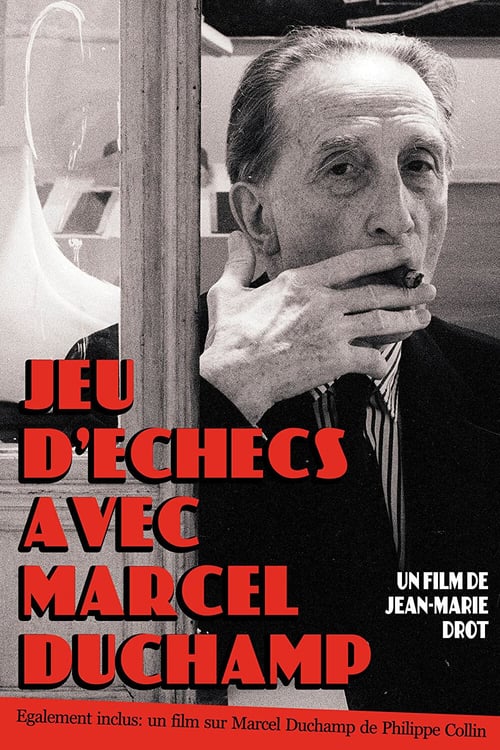 JEU
D'ECHECS
AVEC
MARCEL
DUCHAMP
UN FILM DE
JEAN-MARIE
DROT
Egalement inclus: un film sur Marcel Duchamp de Philippe Collin